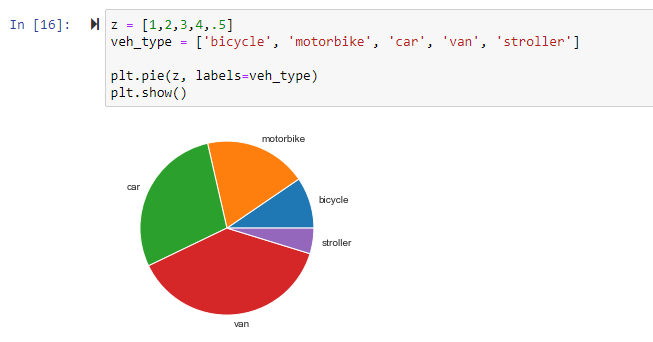 In [16]: z = [1,2,3,4,.5]
veh_type = ['bicycle', 'motorbike', 'car', 'van', 'stroller']
plt.pie(z, labels=veh_type)
plt.show()
motorbike
car
bicycle
stroller
van